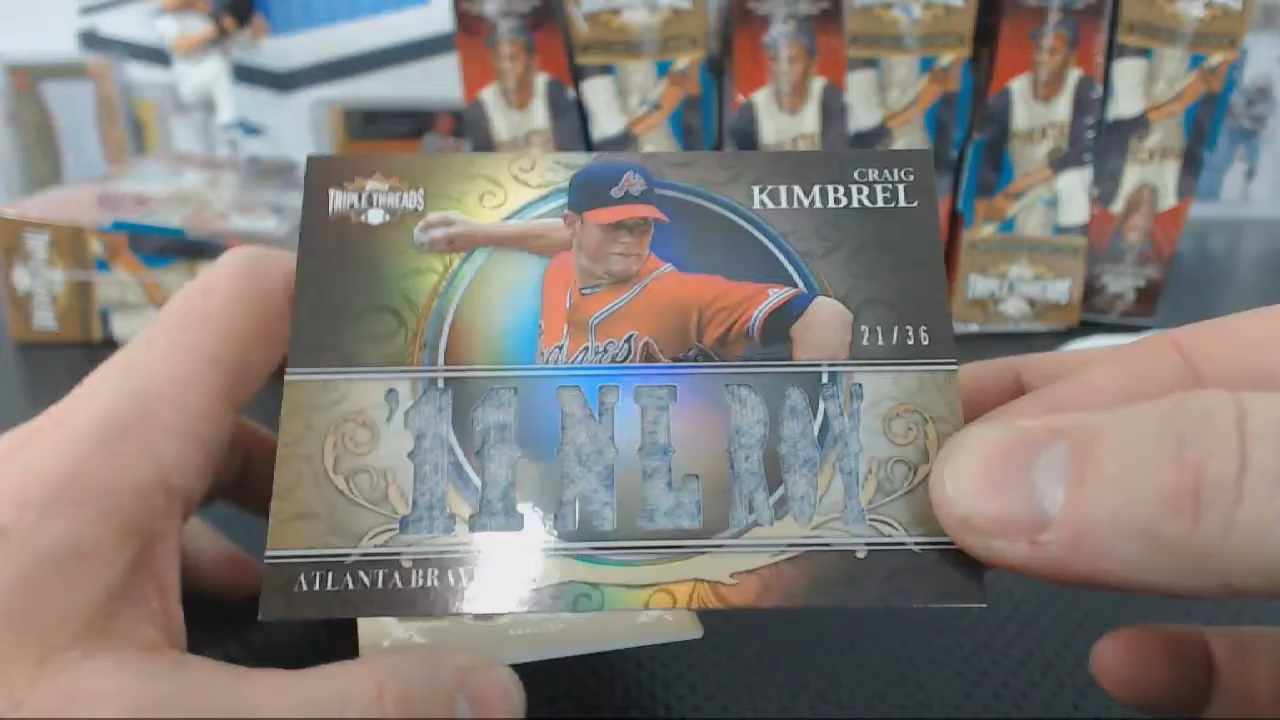 TRIPLE THREADS
CRAIG
KIMBREL
21/36
'11 NL ROY
ATLANTA BRAV
TRIPLE THREADS